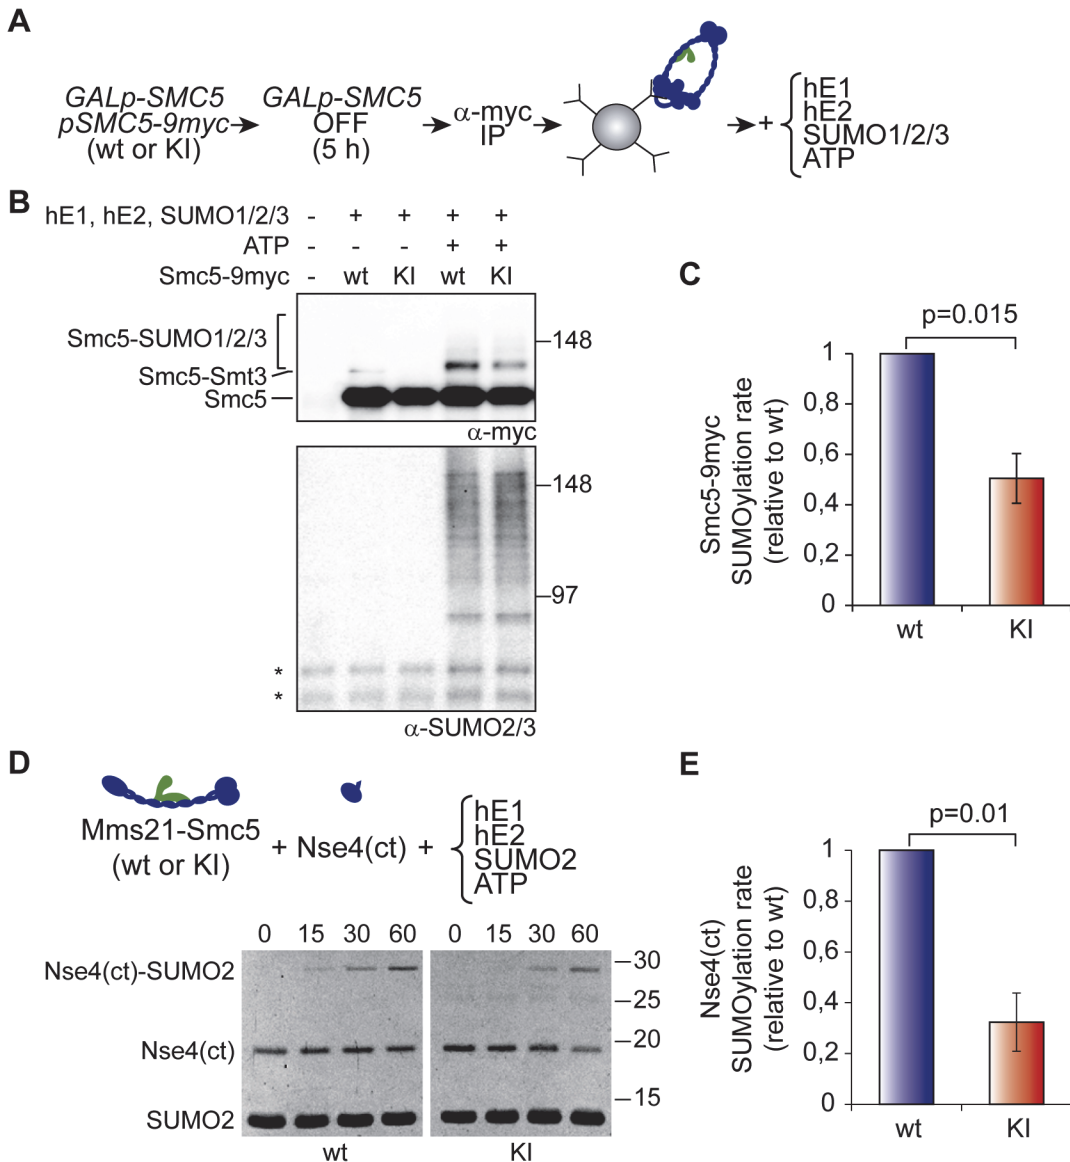 A
GALp-SMC5
pSMC5-9myc
(wt or KI)
GALp-SMC5
OFF
(5 h)
α-myc
IP
+
hE1
hE2
SUMO1/2/3
ATP
B
hE1, hE2, SUMO1/2/3 - + + + +
ATP - - - + +
Smc5-9myc - wt KI wt KI
Smc5-SUMO1/2/3
Smc5-Smt3
Smc5
148
α-myc
148
97
*
*
α-SUMO2/3
C
p=0.015
Smc5-9myc
SUMOylation rate
(relative to wt)
1
0,8
0,6
0,4
0,2
0
wt KI
D
Mms21-Smc5
(wt or KI)
+ Nse4(ct) +
hE1
hE2
SUMO2
ATP
0 15 30 60 0 15 30 60
Nse4(ct)-SUMO2
Nse4(ct)
SUMO2
30
25
20
15
wt KI
E
p=0.01
Nse4(ct)
SUMOylation rate
(relative to wt)
1
0,8
0,6
0,4
0,2
0
wt KI